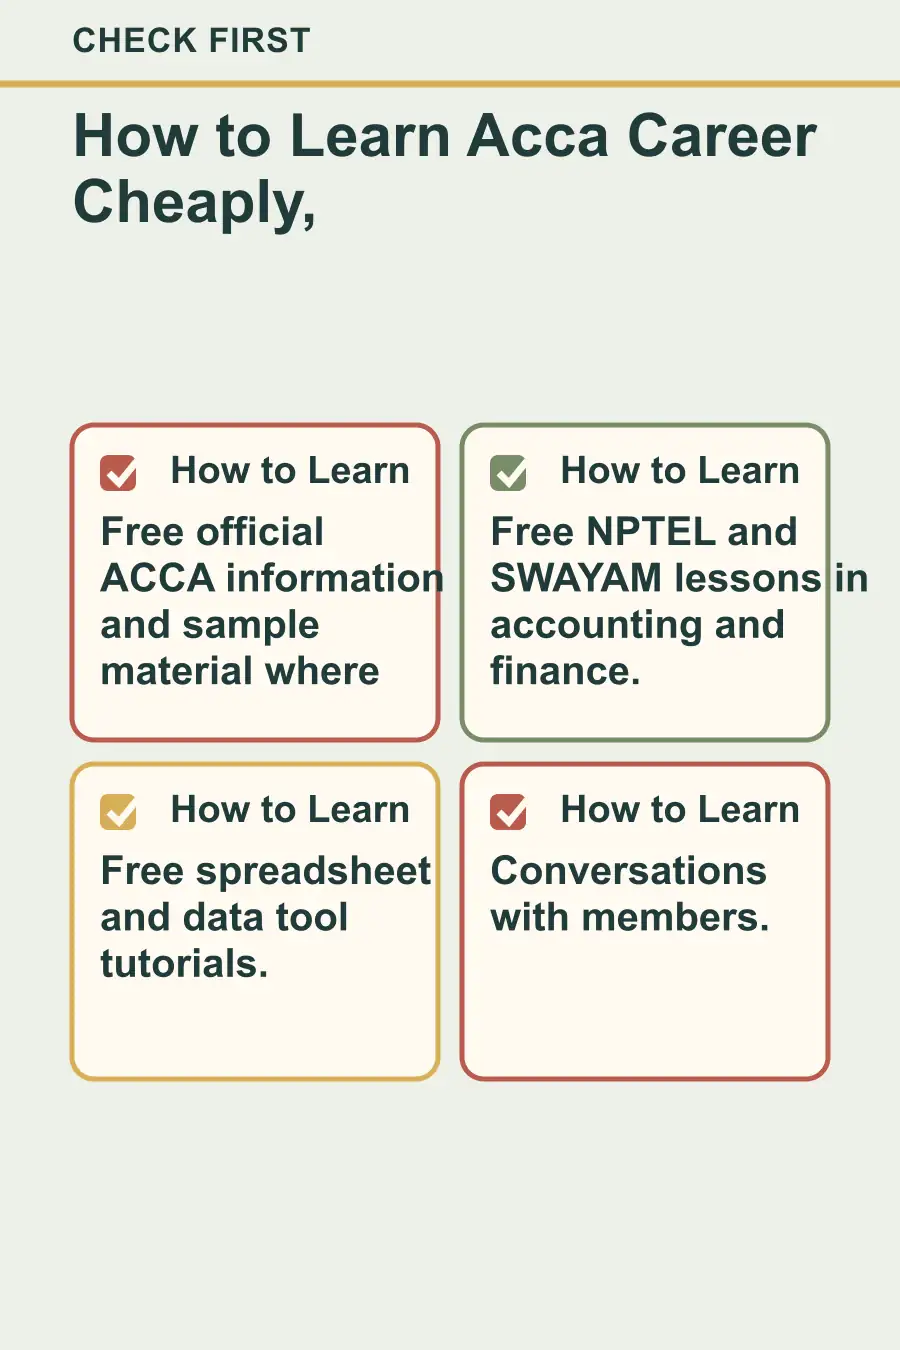 CHECK FIRST
How to Learn Acca Career
Cheaply,
How to Learn
Free official
ACCA information
and sample
material where
How to Learn
Free NPTEL and
SWAYAM lessons in
accounting and
finance.
How to Learn
Free spreadsheet
and data tool
tutorials.
How to Learn
Conversations
with members.